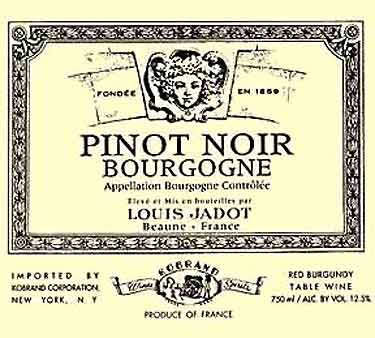 FONDÉE EN 1859
PINOT NOIR
BOURGOGNE
Appellation Bourgogne Contrôlée
Elevé et Mis en bouteilles par
LOUIS JADOT
Beaune - France
IMPORTED BY
KOBRAND CORPORATION,
NEW YORK, N.Y
KOBRAND
Wines Spirits
RED BURGUNDY
TABLE WINE
750 ml / ALC. BY VOL. 12.5%
PRODUCE OF FRANCE